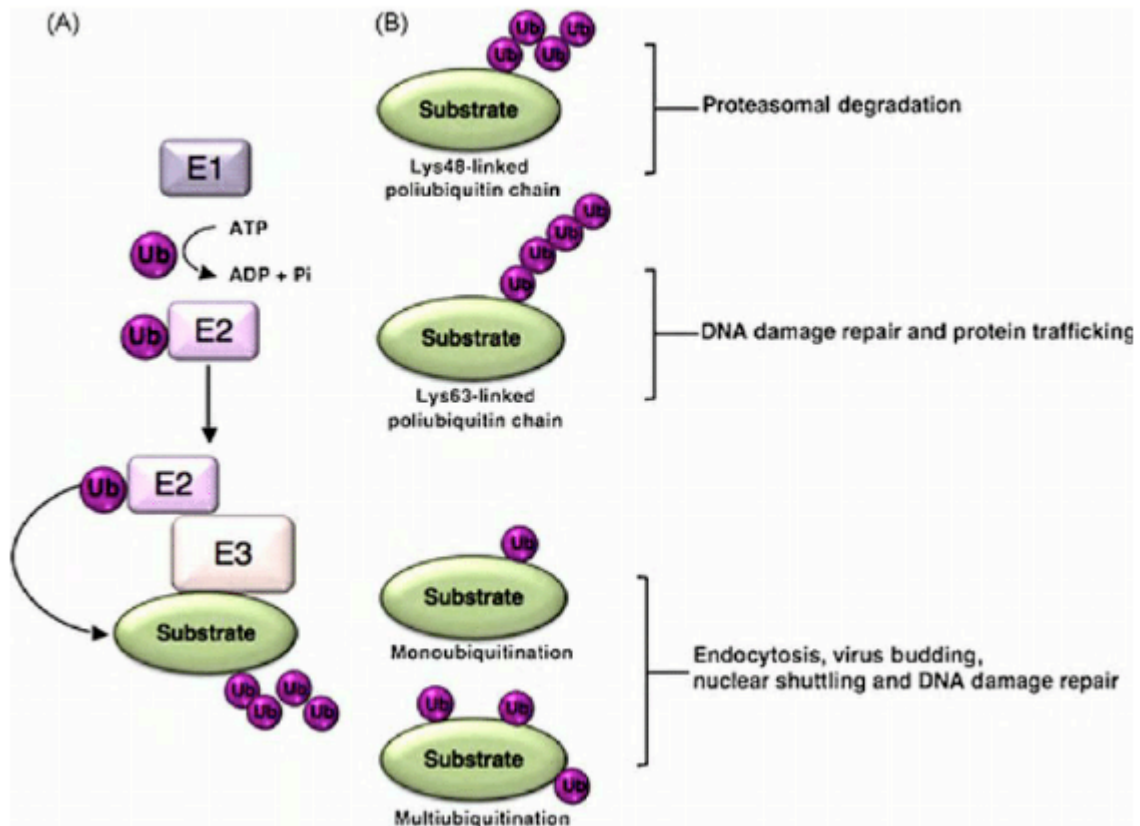 (A)
E1
Ub
ATP
ADP + Pi
Ub
E2
Ub
E2
E3
Substrate
Ub
Ub
Ub
Ub
(B)
Ub
Ub
Ub
Ub
Substrate
Lys48-linked
poliubiquitin chain
Proteasomal degradation
Ub
Ub
Ub
Ub
Substrate
Lys63-linked
poliubiquitin chain
DNA damage repair and protein trafficking
Ub
Substrate
Monoubiquitination
Ub
Ub
Substrate
Ub
Multiubiquitination
Endocytosis, virus budding,
nuclear shuttling and DNA damage repair